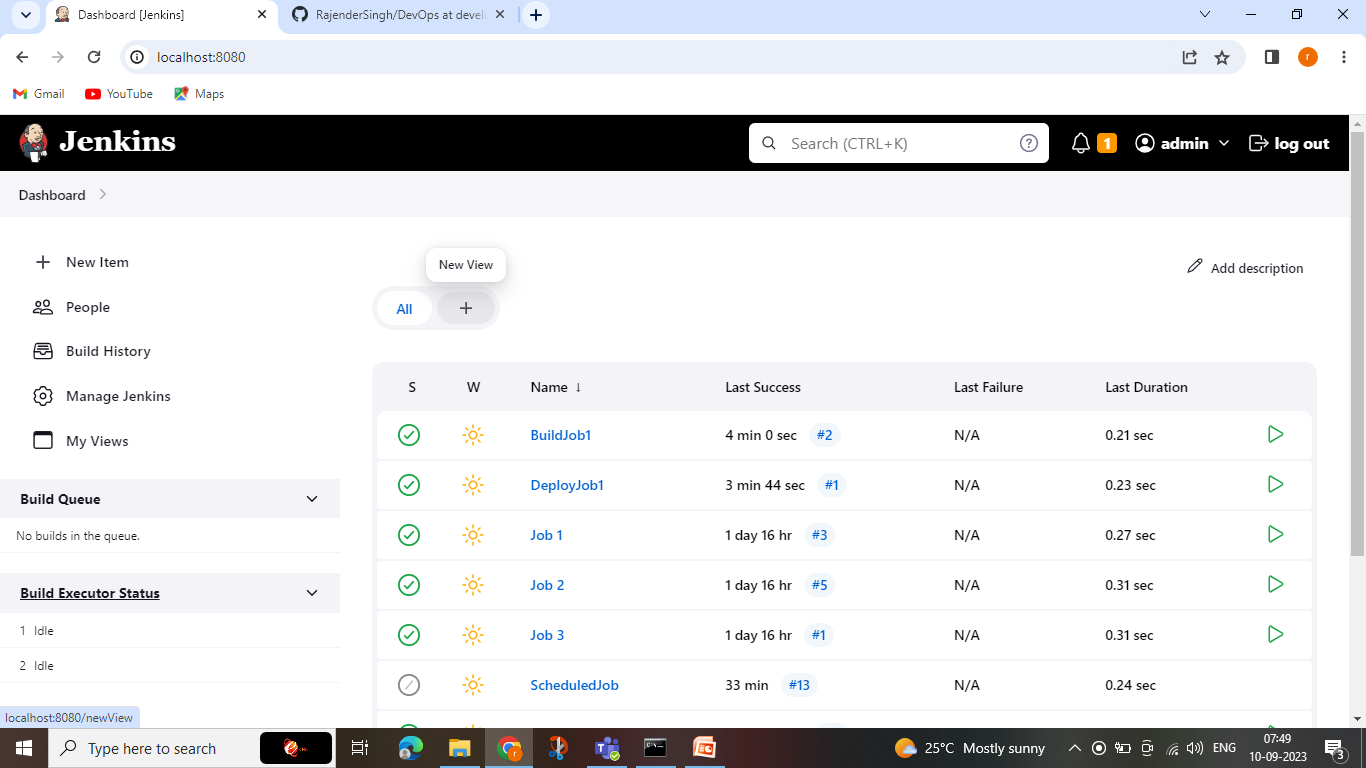 Dashboard [Jenkins]
RajenderSingh/DevOps at devel
localhost:8080
r
Gmail
YouTube
Maps
Jenkins
Search (CTRL+K)
?
1
admin
log out
Dashboard
New Item
People
Build History
Manage Jenkins
My Views
Build Queue
No builds in the queue.
Build Executor Status
1 Idle
2 Idle
New View
Add description
All
+
S W Name ↓ Last Success Last Failure Last Duration
BuildJob1 4 min 0 sec #2 N/A 0.21 sec
DeployJob1 3 min 44 sec #1 N/A 0.23 sec
Job 1 1 day 16 hr #3 N/A 0.27 sec
Job 2 1 day 16 hr #5 N/A 0.31 sec
Job 3 1 day 16 hr #1 N/A 0.31 sec
ScheduledJob 33 min #13 N/A 0.24 sec
localhost:8080/newView
Type here to search
25°C Mostly sunny
ENG
07:49
10-09-2023
3